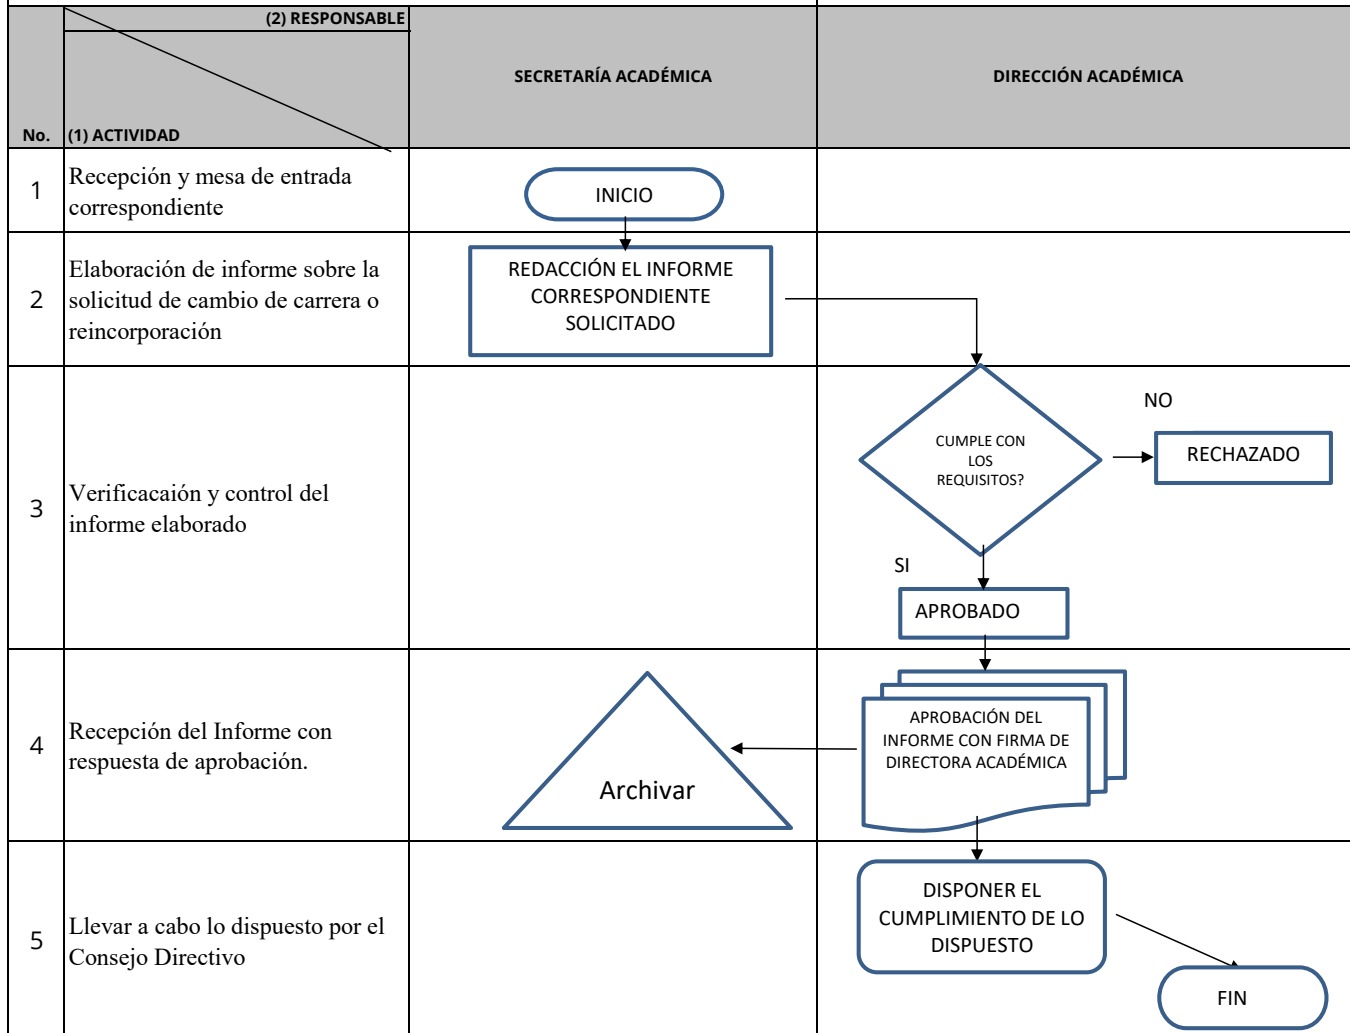 (2) RESPONSABLE
SECRETARÍA ACADÉMICA
DIRECCIÓN ACADÉMICA
No.
(1) ACTIVIDAD
1
Recepción y mesa de entrada
correspondiente
INICIO
2
Elaboración de informe sobre la
solicitud de cambio de carrera o
reincorporación
REDACCIÓN EL INFORME
CORRESPONDIENTE
SOLICITADO
3
Verificacaión y control del
informe elaborado
CUMPLE CON
LOS
REQUISITOS?
NO
RECHAZADO
SI
APROBADO
4
Recepción del Informe con
respuesta de aprobación.
Archivar
APROBACIÓN DEL
INFORME CON FIRMA DE
DIRECTORA ACADÉMICA
5
Llevar a cabo lo dispuesto por el
Consejo Directivo
DISPONER EL
CUMPLIMIENTO DE LO
DISPUESTO
FIN